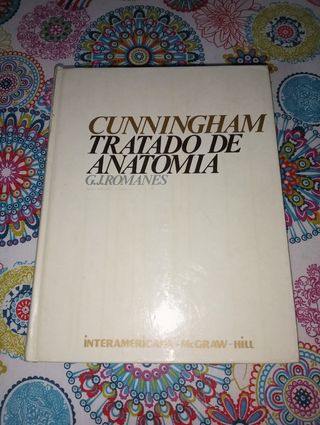 CUNNINGHAM
TRATADO DE
ANATOMIA
G.J.ROMANES
INTERAMERICANA · McGRAW - HILL